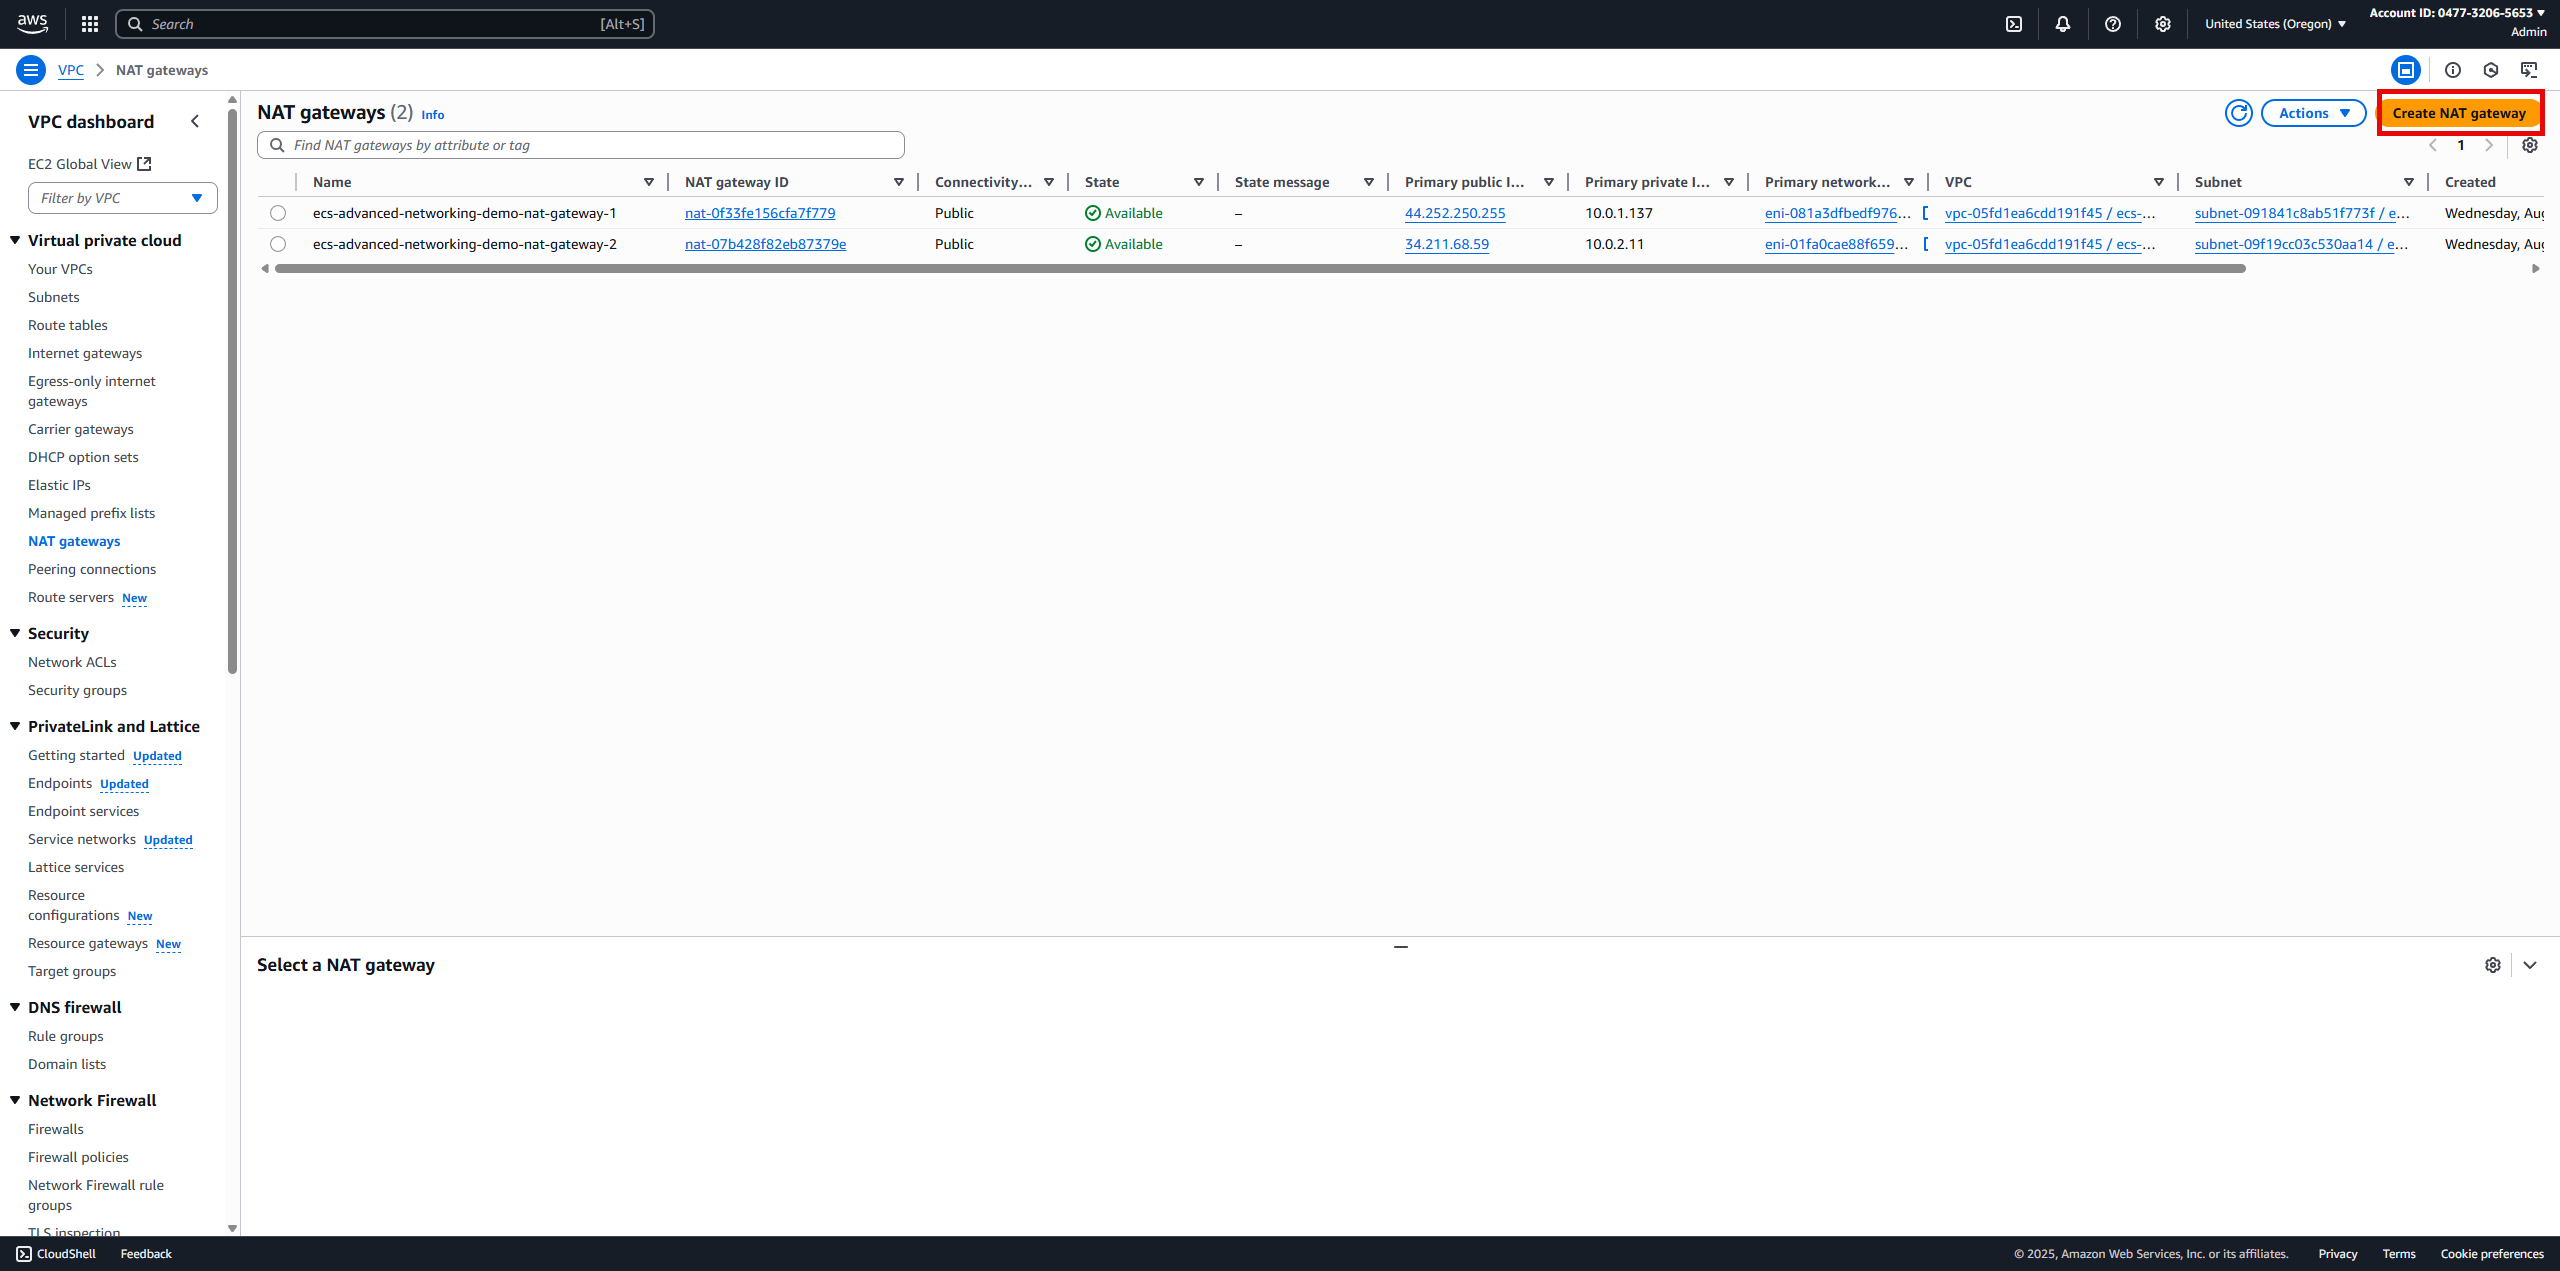 aws
Search [Alt+S]
United States (Oregon)
Account ID: 0477-3206-5653
Admin
VPC
NAT gateways
VPC dashboard
EC2 Global View
Filter by VPC
Virtual private cloud
Your VPCs
Subnets
Route tables
Internet gateways
Egress-only internet
gateways
Carrier gateways
DHCP option sets
Elastic IPs
Managed prefix lists
NAT gateways
Peering connections
Route servers New
Security
Network ACLs
Security groups
PrivateLink and Lattice
Getting started Updated
Endpoints Updated
Endpoint services
Service networks Updated
Lattice services
Resource
configurations New
Resource gateways New
Target groups
DNS firewall
Rule groups
Domain lists
Network Firewall
Firewalls
Firewall policies
Network Firewall rule
groups
TLS inspection
NAT gateways (2) Info
Actions
Create NAT gateway
Find NAT gateways by attribute or tag
1
Name NAT gateway ID Connectivity... State State message Primary public I... Primary private I... Primary network... VPC Subnet Created
ecs-advanced-networking-demo-nat-gateway-1 nat-0f33fe156cfa7f779 Public Available – 44.252.250.255 10.0.1.137 eni-081a3dfbedf976... vpc-05fd1ea6cdd191f45 / ecs-... subnet-091841c8ab51f773f / e... Wednesday, Aug
ecs-advanced-networking-demo-nat-gateway-2 nat-07b428f82eb87379e Public Available – 34.211.68.59 10.0.2.11 eni-01fa0cae88f659... vpc-05fd1ea6cdd191f45 / ecs-... subnet-09f19cc03c530aa14 / e... Wednesday, Aug
Select a NAT gateway
CloudShell Feedback
© 2025, Amazon Web Services, Inc. or its affiliates. Privacy Terms Cookie preferences